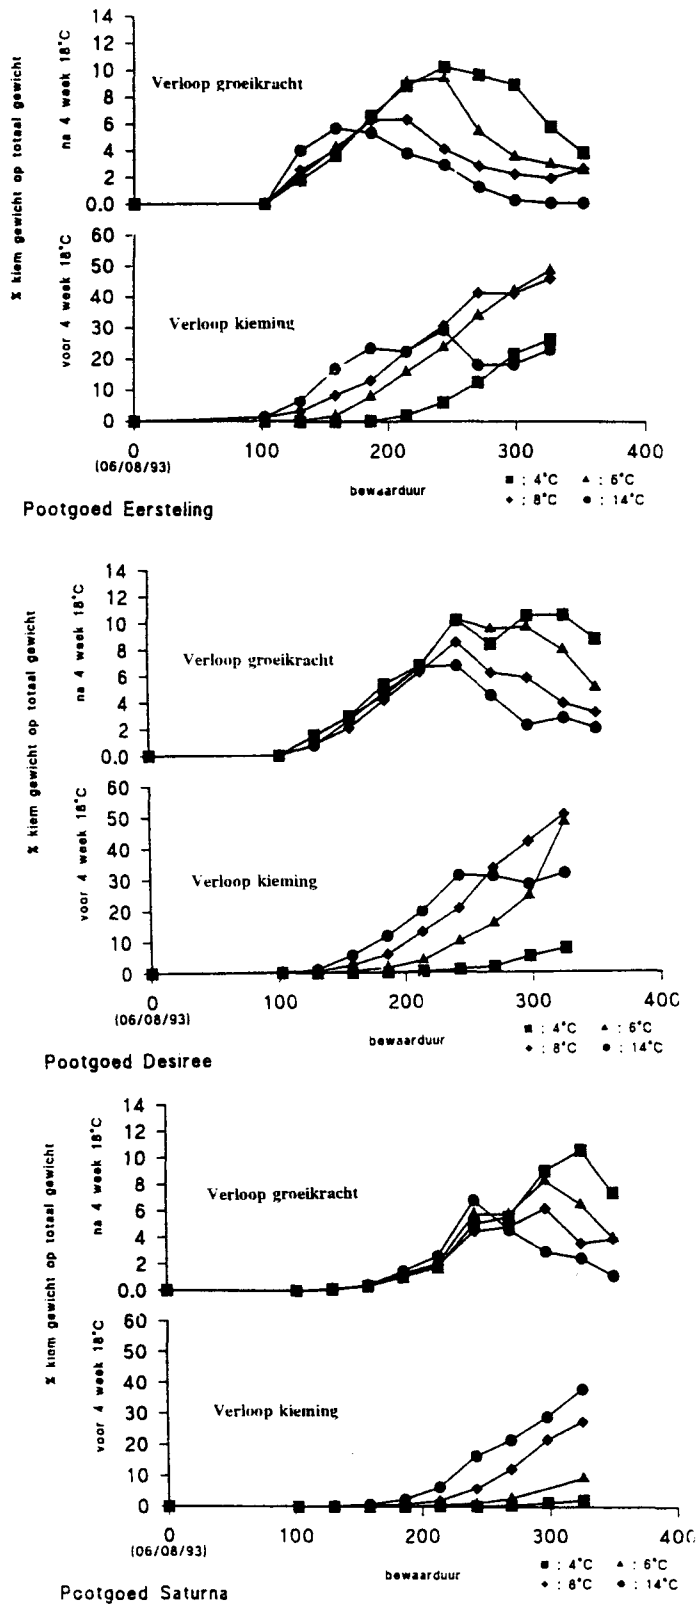 % kiem gewicht op totaal gewicht
na 4 week 18°C
14
12
10
8
6
4
2
0.0
Verloop groeikracht
voor 4 week 18°C
60
50
40
30
20
10
0
Verloop kieming
0 100 200 300 400
(06/08/93)
bewaarduur
■ : 4°C ▲ : 6°C
◆ : 8°C ● : 14°C
Pootgoed Eersteling
% kiem gewicht op totaal gewicht
na 4 week 18°C
14
12
10
8
6
4
2
0.0
Verloop groeikracht
voor 4 week 18°C
60
50
40
30
20
10
0
Verloop kieming
0 100 200 300 400
(06/08/93)
bewaarduur
■ : 4°C ▲ : 6°C
◆ : 8°C ● : 14°C
Pootgoed Desiree
% kiem gewicht op totaal gewicht
na 4 week 18°C
14
12
10
8
6
4
2
0.0
Verloop groeikracht
voor 4 week 18°C
60
50
40
30
20
10
0
Verloop kieming
0 100 200 300 400
(06/08/93)
bewaarduur
■ : 4°C ▲ : 6°C
◆ : 8°C ● : 14°C
Pootgoed Saturna